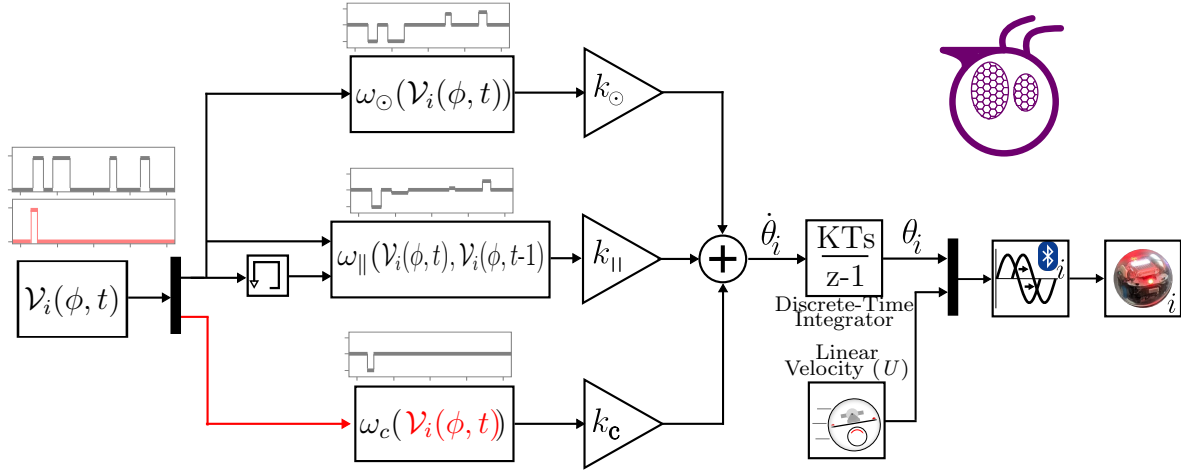 ω⊙(𝒱ᵢ(ϕ, t))
k⊙
𝒱ᵢ(ϕ, t)
ω∥(𝒱ᵢ(ϕ,t),𝒱ᵢ(ϕ,t-1)
k∥
+
θ̇ᵢ
KTs
z-1
Discrete-Time
Integrator
θᵢ
i
i
Linear
Velocity (U)
ω𝑐(𝒱ᵢ(ϕ, t))
k𝐜